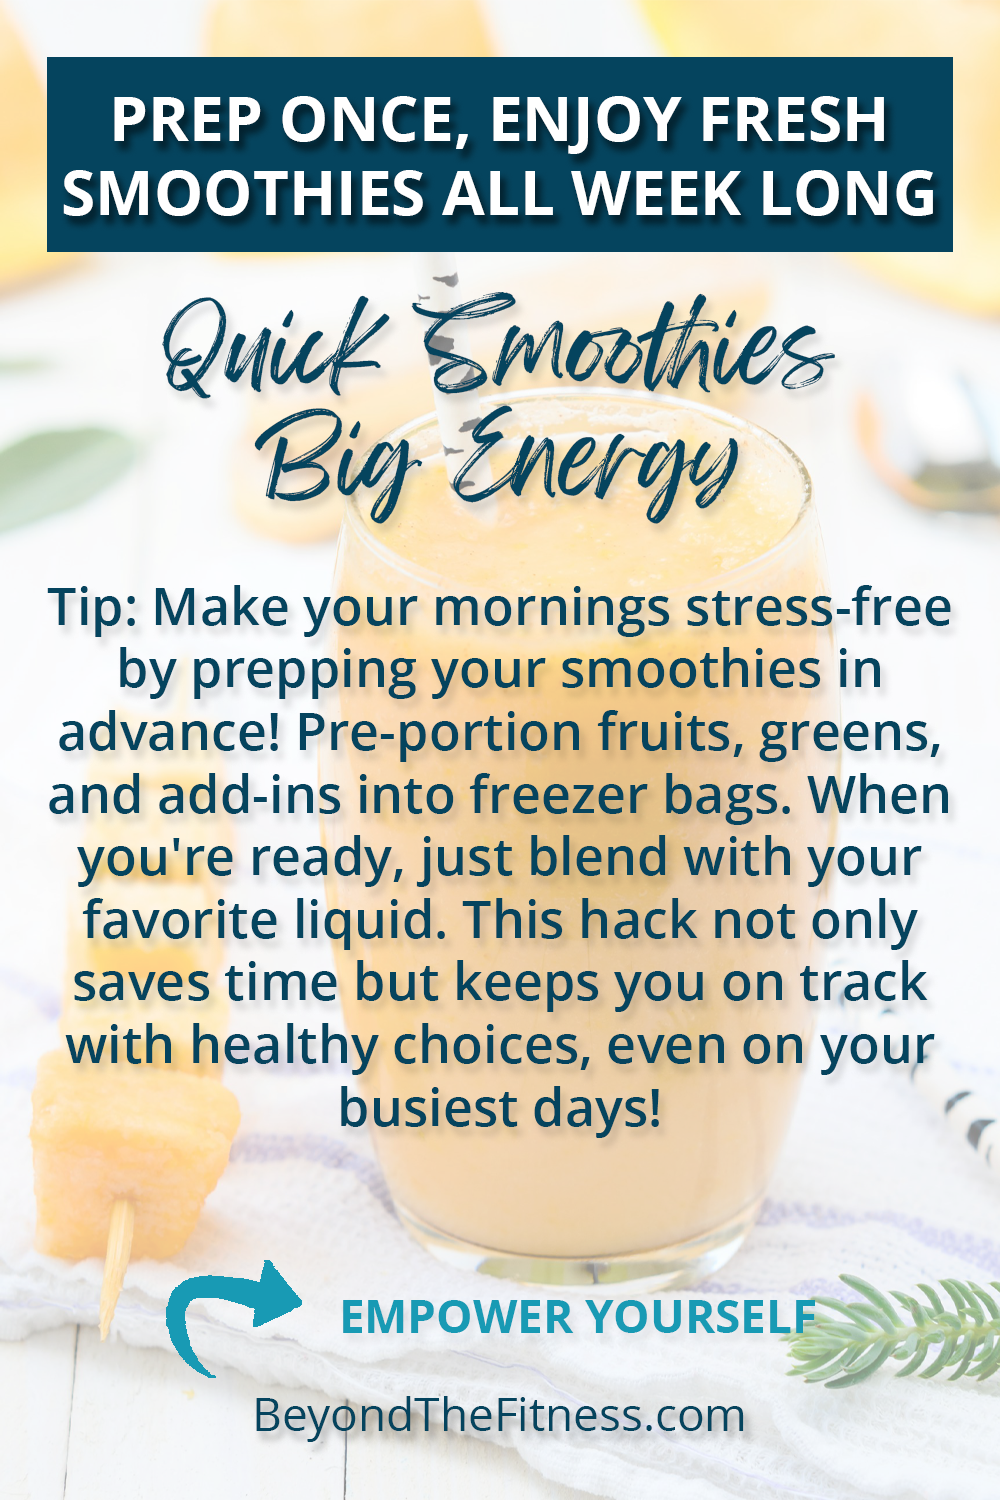 PREP ONCE, ENJOY FRESH
SMOOTHIES ALL WEEK LONG
Quick Smoothies
Big Energy
Tip: Make your mornings stress-free
by prepping your smoothies in
advance! Pre-portion fruits, greens,
and add-ins into freezer bags. When
you're ready, just blend with your
favorite liquid. This hack not only
saves time but keeps you on track
with healthy choices, even on your
busiest days!
EMPOWER YOURSELF
BeyondTheFitness.com